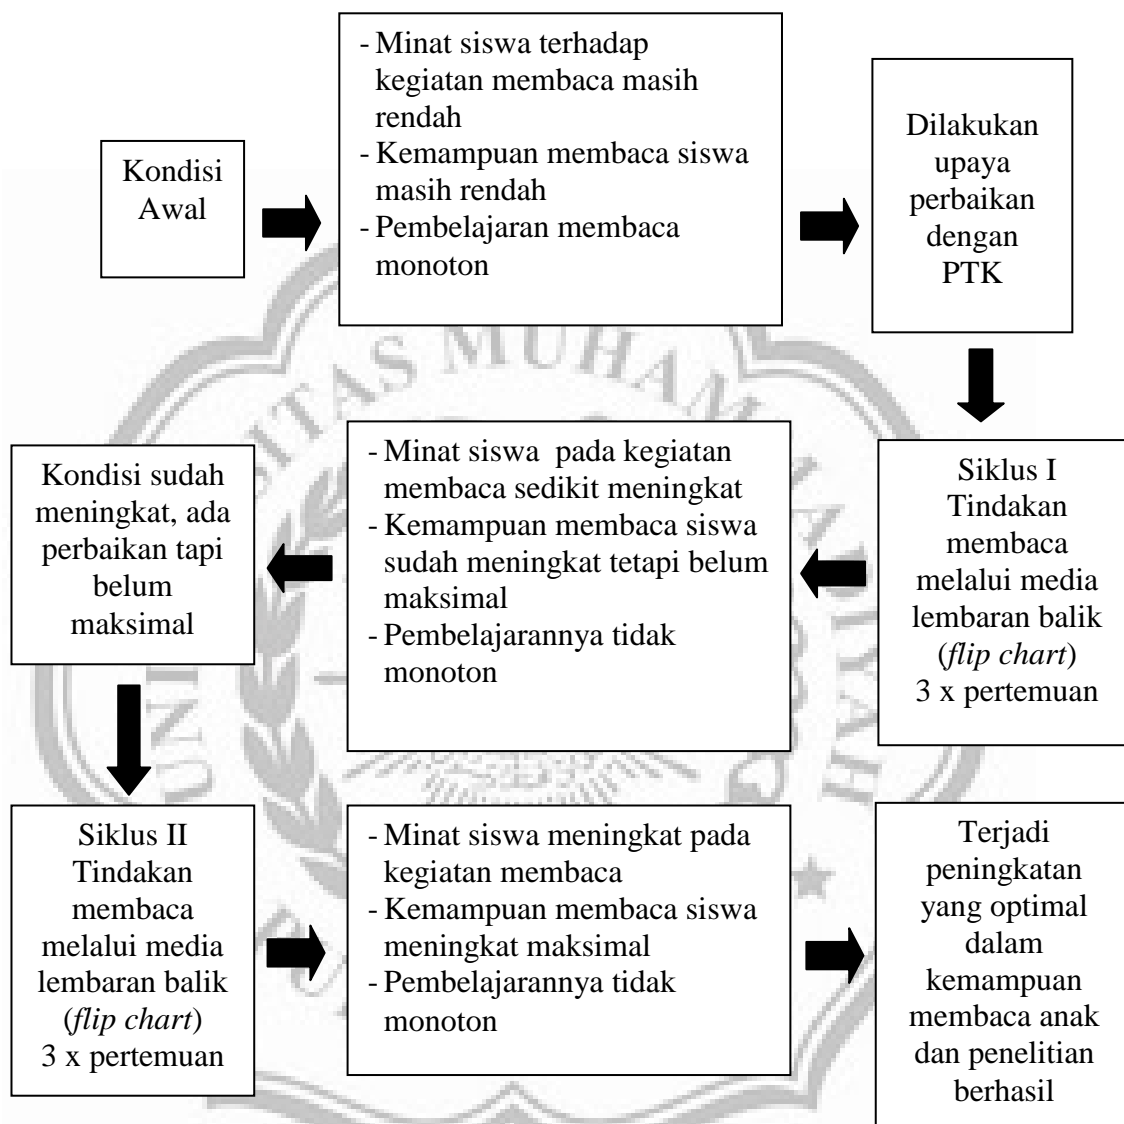 Kondisi
Awal
- Minat siswa terhadap
kegiatan membaca masih
rendah
- Kemampuan membaca siswa
masih rendah
- Pembelajaran membaca
monoton
Dilakukan
upaya
perbaikan
dengan
PTK
Siklus I
Tindakan
membaca
melalui media
lembaran balik
(flip chart)
3 x pertemuan
- Minat siswa pada kegiatan
membaca sedikit meningkat
- Kemampuan membaca siswa
sudah meningkat tetapi belum
maksimal
- Pembelajarannya tidak
monoton
Kondisi sudah
meningkat, ada
perbaikan tapi
belum
maksimal
Siklus II
Tindakan
membaca
melalui media
lembaran balik
(flip chart)
3 x pertemuan
- Minat siswa meningkat pada
kegiatan membaca
- Kemampuan membaca siswa
meningkat maksimal
- Pembelajarannya tidak
monoton
Terjadi
peningkatan
yang optimal
dalam
kemampuan
membaca anak
dan penelitian
berhasil